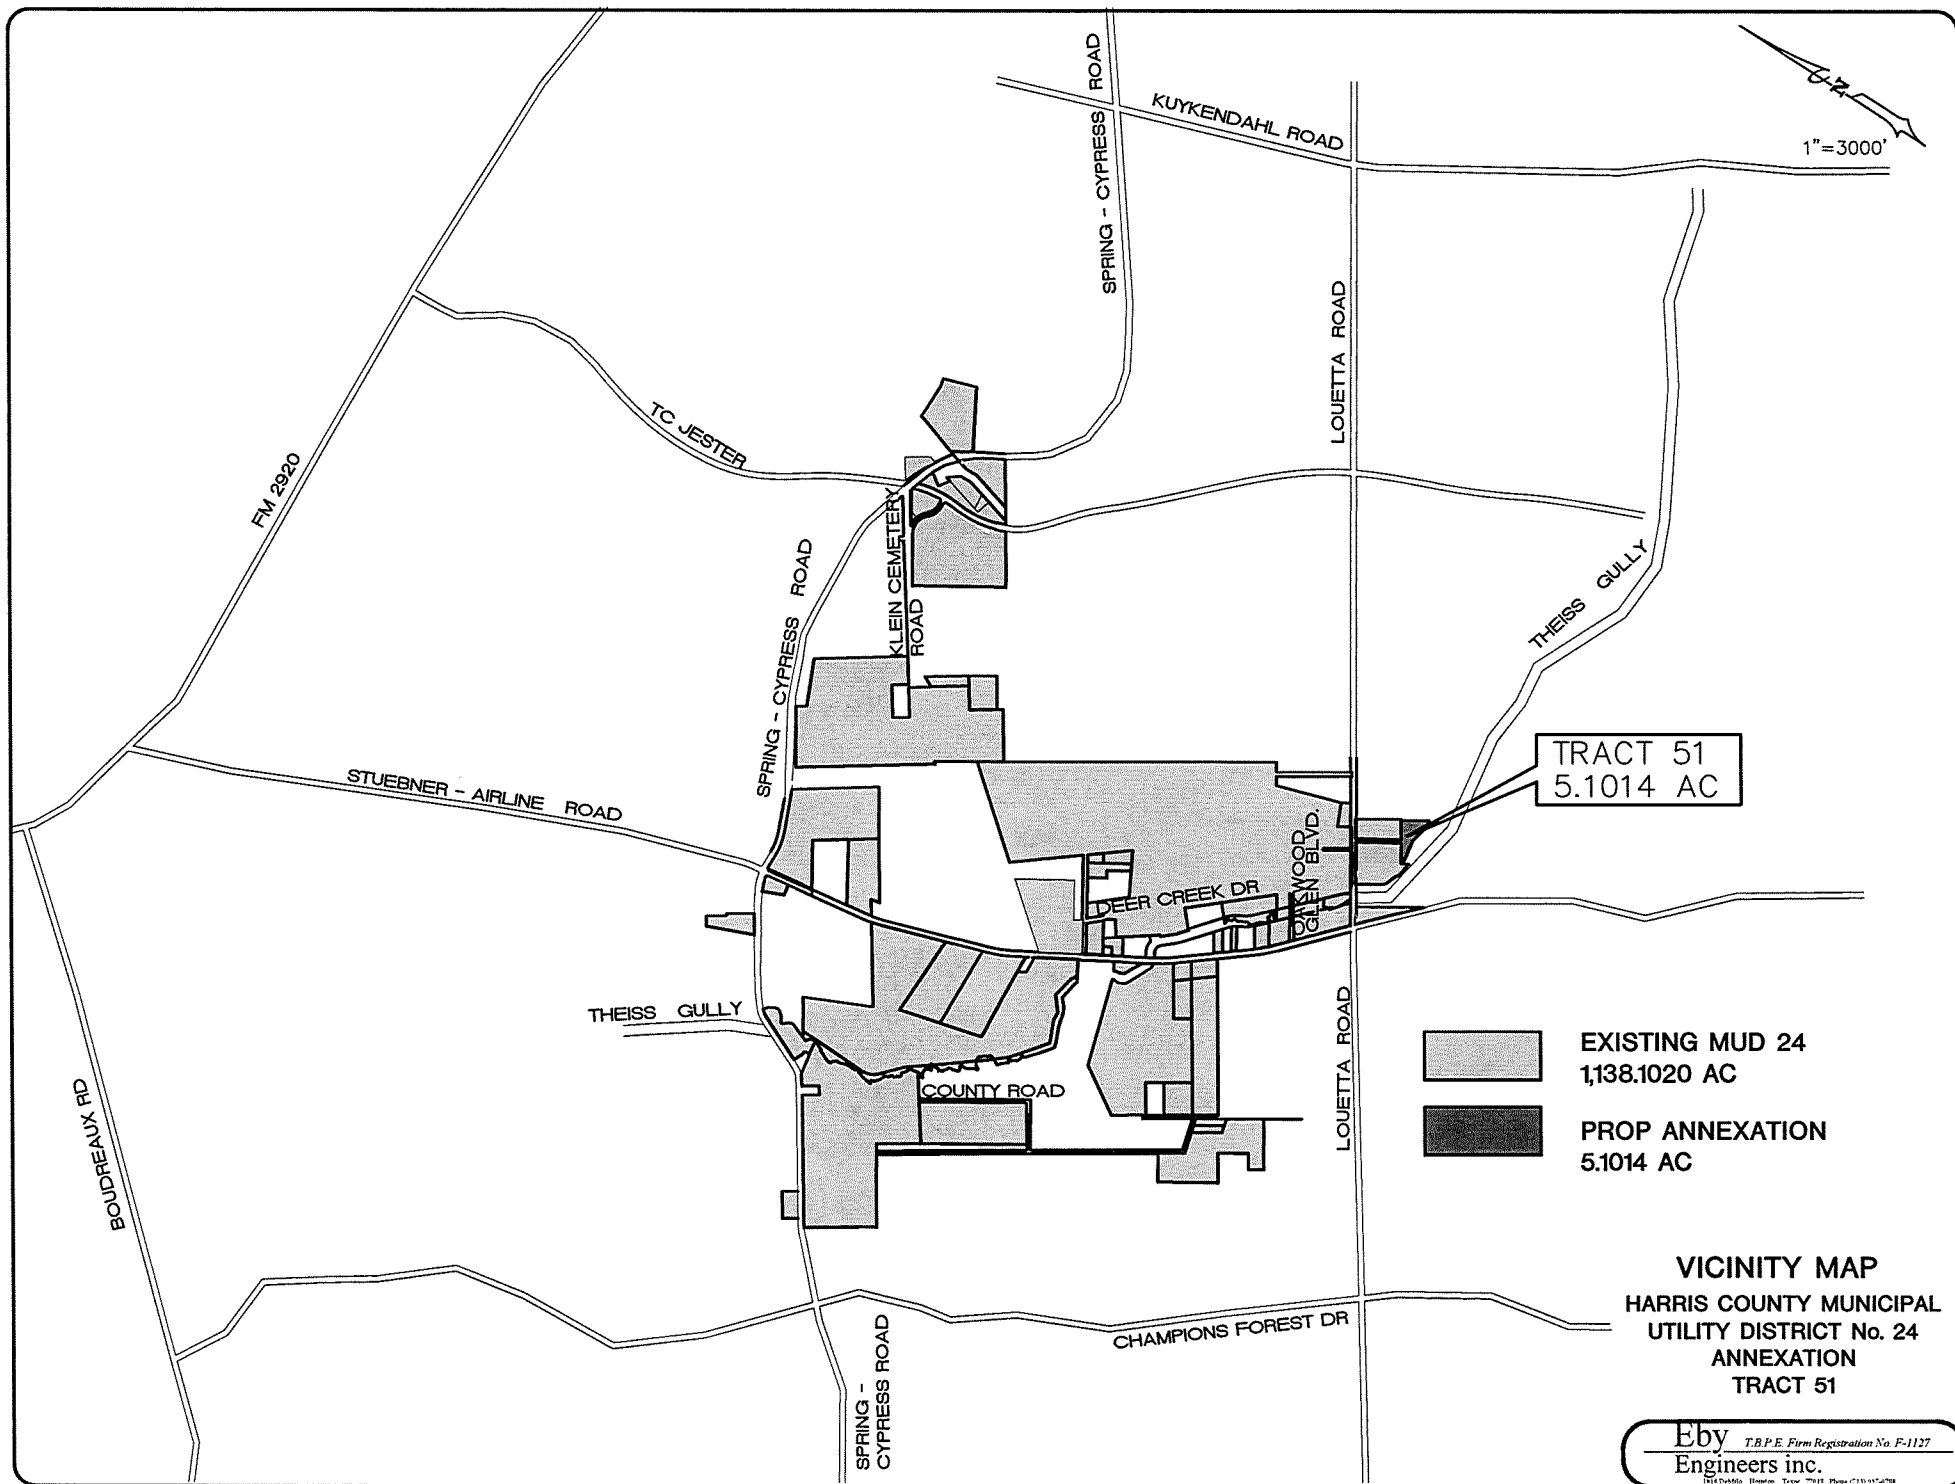 SPRING - CYPRESS ROAD
KUYKENDAHL ROAD
N
1"=3000'
LOUETTA ROAD
TC JESTER
FM 2920
KLEIN CEMETERY
ROAD
SPRING - CYPRESS ROAD
THEISS GULLY
STUEBNER - AIRLINE ROAD
TRACT 51
5.1014 AC
OAKWOOD
GLEN BLVD.
DEER CREEK DR
THEISS GULLY
LOUETTA ROAD
COUNTY ROAD
BOUDREAUX RD
EXISTING MUD 24
1,138.1020 AC
PROP ANNEXATION
5.1014 AC
CHAMPIONS FOREST DR
SPRING -
CYPRESS ROAD
VICINITY MAP
HARRIS COUNTY MUNICIPAL
UTILITY DISTRICT No. 24
ANNEXATION
TRACT 51
Eby
T.B.P.E. Firm Registration No. F-1127
Engineers inc.
Houston, Texas
Phone